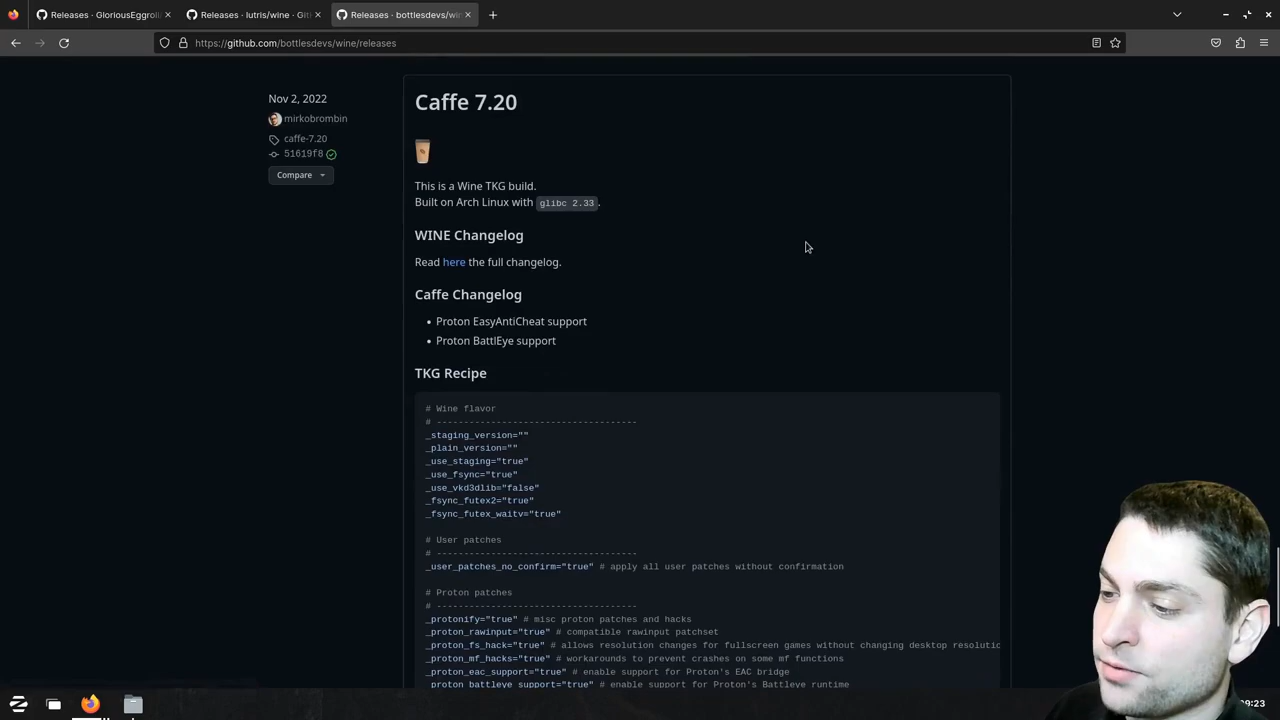 Releases · GloriousEggroll
Releases · lutris/wine · Git
Releases · bottlesdevs/wi
https://github.com/bottlesdevs/wine/releases
Nov 2, 2022
mirkobrombin
caffe-7.20
51619f8
Compare
Caffe 7.20
This is a Wine TKG build.
Built on Arch Linux with glibc 2.33.
WINE Changelog
Read here the full changelog.
Caffe Changelog
Proton EasyAntiCheat support
Proton BattlEye support
TKG Recipe
# Wine flavor
# -------------------------------------
_staging_version=""
_plain_version=""
_use_staging="true"
_use_fsync="true"
_use_vkd3dlib="false"
_fsync_futex2="true"
_fsync_futex_waitv="true"
# User patches
# -------------------------------------
_user_patches_no_confirm="true" # apply all user patches without confirmation
# Proton patches
# -------------------------------------
_protonify="true" # misc proton patches and hacks
_proton_rawinput="true" # compatible rawinput patchset
_proton_fs_hack="true" # allows resolution changes for fullscreen games without changing desktop resolutio
_proton_mf_hacks="true" # workarounds to prevent crashes on some mf functions
_proton_eac_support="true" # enable support for Proton's EAC bridge
_proton_battleye_support="true" # enable support for Proton's Battleye runtime